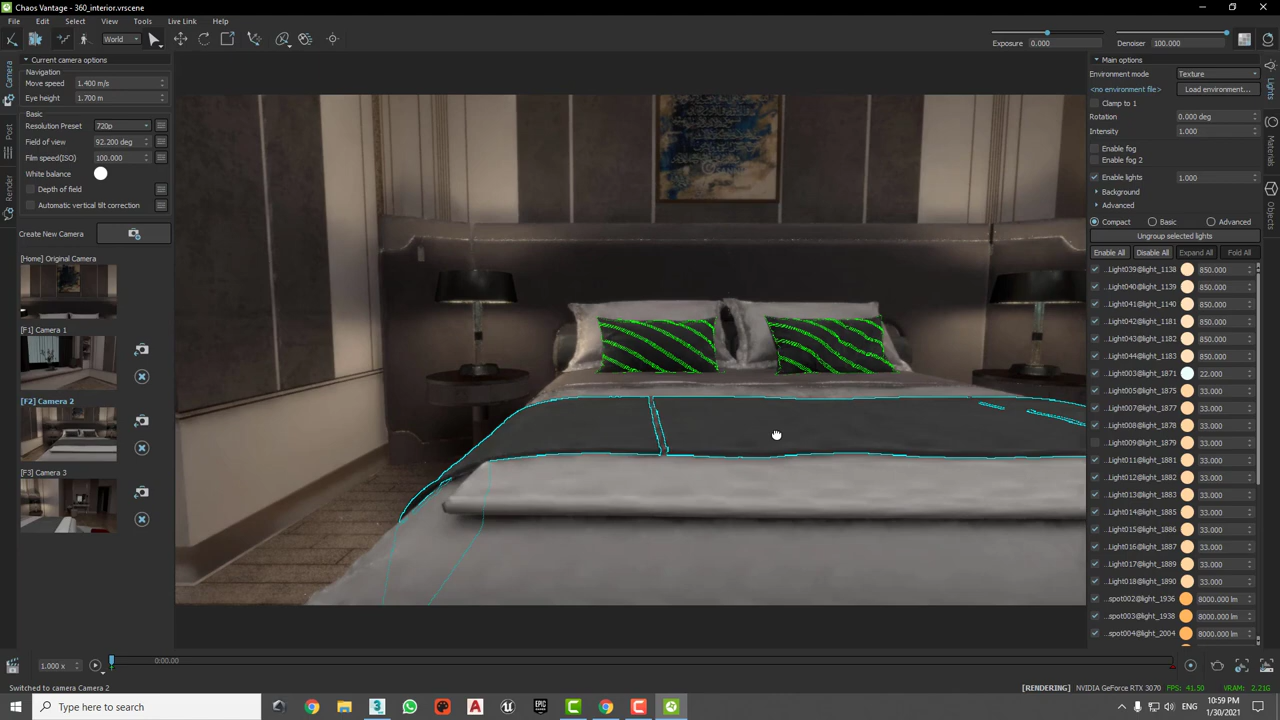 Chaos Vantage - 360_interior.vrscene
File Edit Select View Tools Live Link Help
World
Exposure 0.000
Denoiser 100.000
Camera
Post
Render
Current camera options
Navigation
Move speed 1.400 m/s
Eye height 1.700 m
Basic
Resolution Preset 720p
Field of view 92.200 deg
Film speed(ISO) 100.000
White balance
Depth of field
Automatic vertical tilt correction
Create New Camera
[Home] Original Camera
[F1] Camera 1
[F2] Camera 2
[F3] Camera 3
Main options
Environment mode Texture
<no environment file> Load environment...
Clamp to 1
Rotation 0.000 deg
Intensity 1.000
Enable fog
Enable fog 2
Enable lights 1.000
Background
Advanced
Compact Basic Advanced
Ungroup selected lights
Enable All Disable All Expand All Fold All
...Light039@light_1138 850.000
...Light040@light_1139 850.000
...Light041@light_1140 850.000
...Light042@light_1181 850.000
...Light043@light_1182 850.000
...Light044@light_1183 850.000
...Light003@light_1871 22.000
...Light005@light_1875 33.000
...Light007@light_1877 33.000
...Light008@light_1878 33.000
...Light009@light_1879 33.000
...Light011@light_1881 33.000
...Light012@light_1882 33.000
...Light013@light_1883 33.000
...Light014@light_1885 33.000
...Light015@light_1886 33.000
...Light016@light_1887 33.000
...Light017@light_1889 33.000
...Light018@light_1890 33.000
...spot002@light_1936 8000.000 lm
...spot003@light_1938 8000.000 lm
...spot004@light_2004 8000.000 lm
Lights
Materials
Objects
1.000 x
0:00.00
Switched to camera Camera 2
[RENDERING] NVIDIA GeForce RTX 3070 FPS: 41.50 VRAM: 2.21G
Type here to search
10:59 PM
1/30/2021